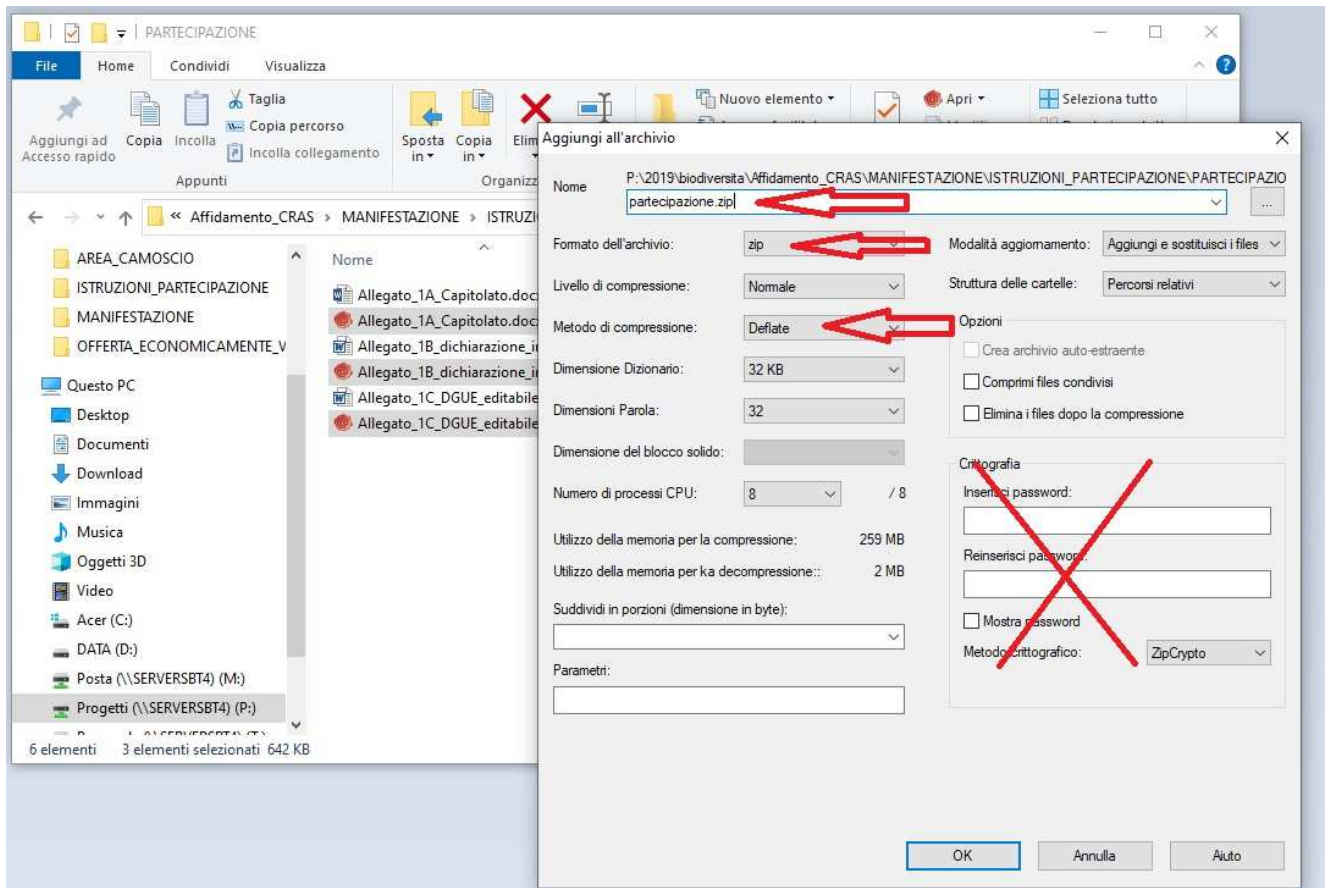 PARTECIPAZIONE
File Home Condividi Visualizza
Aggiungi ad Accesso rapido
Copia
Incolla
Taglia
Copia percorso
Incolla collegamento
Appunti
Sposta in
Copia in
Elim
Organizz
Nuovo elemento
Apri
Seleziona tutto
« Affidamento_CRAS > MANIFESTAZIONE > ISTRUZI
AREA_CAMOSCIO
ISTRUZIONI_PARTECIPAZIONE
MANIFESTAZIONE
OFFERTA_ECONOMICAMENTE_V
Questo PC
Desktop
Documenti
Download
Immagini
Musica
Oggetti 3D
Video
Acer (C:)
DATA (D:)
Posta (\\SERVERSBT4) (M:)
Progetti (\\SERVERSBT4) (P:)
Nome
Allegato_1A_Capitolato.doc
Allegato_1A_Capitolato.doc
Allegato_1B_dichiarazione_i
Allegato_1B_dichiarazione_i
Allegato_1C_DGUE_editabile
Allegato_1C_DGUE_editabile
6 elementi 3 elementi selezionati 642 KB
Aggiungi all'archivio
Nome
P:\2019\biodiversita\Affidamento_CRAS\MANIFESTAZIONE\ISTRUZIONI_PARTECIPAZIONE\PARTECIPAZIO
partecipazione.zip
...
Formato dell'archivio: zip
Livello di compressione: Normale
Metodo di compressione: Deflate
Dimensione Dizionario: 32 KB
Dimensioni Parola: 32
Dimensione del blocco solido:
Numero di processi CPU: 8 / 8
Utilizzo della memoria per la compressione: 259 MB
Utilizzo della memoria per ka decompressione:: 2 MB
Suddividi in porzioni (dimensione in byte):
Parametri:
Modalità aggiornamento: Aggiungi e sostituisci i files
Struttura delle cartelle: Percorsi relativi
Opzioni
Crea archivio auto-estraente
Comprimi files condivisi
Elimina i files dopo la compressione
Crittografia
Inserisci password:
Reinserisci password:
Mostra password
Metodo crittografico: ZipCrypto
OK Annulla Aiuto